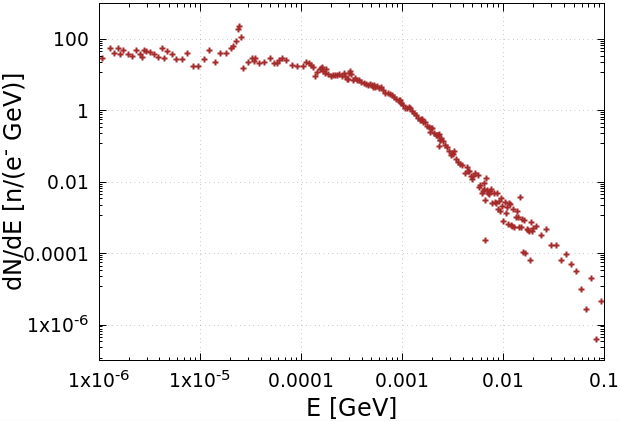 dN/dE [n/(e⁻ GeV)]
100
1
0.01
0.0001
1x10⁻⁶
1x10⁻⁶ 1x10⁻⁵ 0.0001 0.001 0.01 0.1
E [GeV]